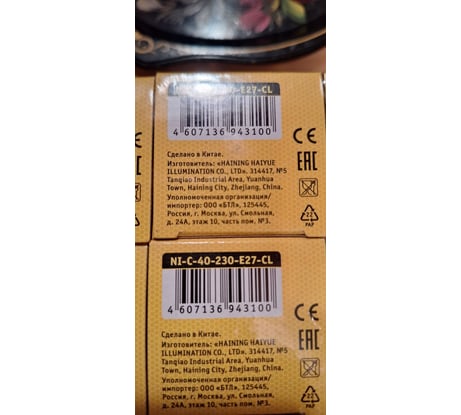 -E27-CL
4 607136 943100
Сделано в Китае.
Изготовитель: «HAINING HAIYUE
ILLUMINATION CO., LTD». 314417, №5
Tanqiao Industrial Area, Yuanhua
Town, Haining City, Zhejiang, China.
Уполномоченная организация/
импортер: ООО «БТЛ», 125445,
Россия, г. Москва, ул. Смольная,
д. 24А, этаж 10, часть пом. №3.
CE
EAC
22
PAP
NI-C-40-230-E27-CL
4 607136 943100
Сделано в Китае.
Изготовитель: «HAINING HAIYUE
ILLUMINATION CO., LTD». 314417, №5
Tanqiao Industrial Area, Yuanhua
Town, Haining City, Zhejiang, China.
Уполномоченная организация/
импортер: ООО «БТЛ», 125445,
Россия, г. Москва, ул. Смольная,
д. 24А, этаж 10, часть пом. №3.
CE
EAC
22
PAP